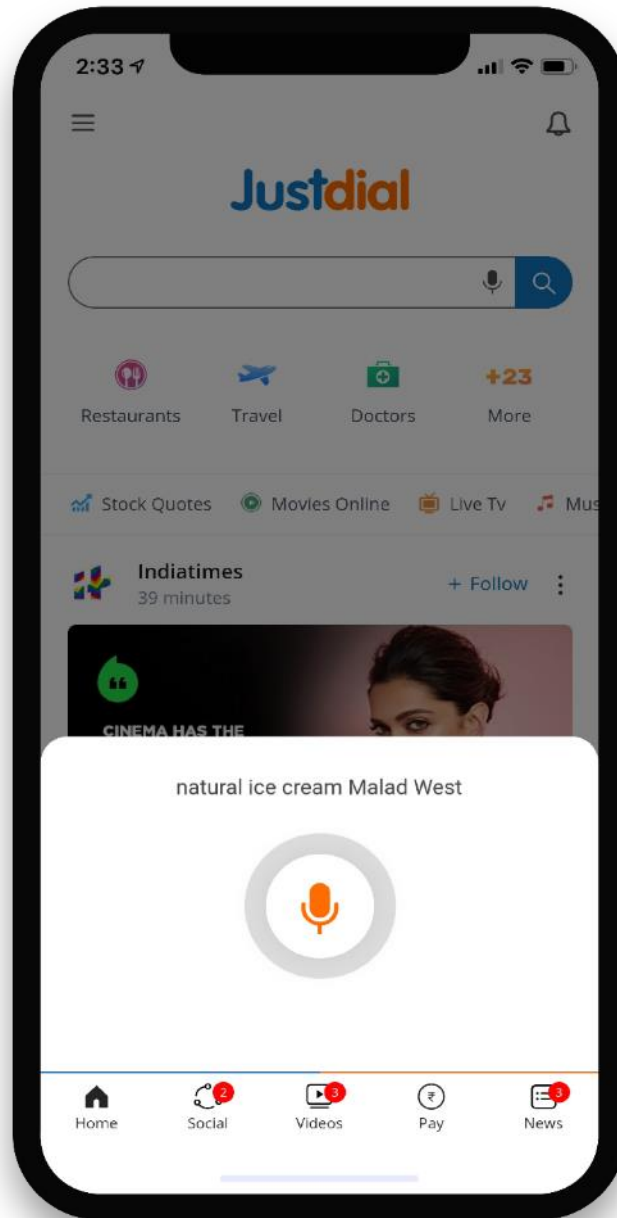 2:33
Justdial
Restaurants Travel Doctors +23 More
Stock Quotes Movies Online Live Tv Mus
Indiatimes
39 minutes
+ Follow
CINEMA HAS THE
natural ice cream Malad West
Home Social 2 Videos 3 Pay News 3